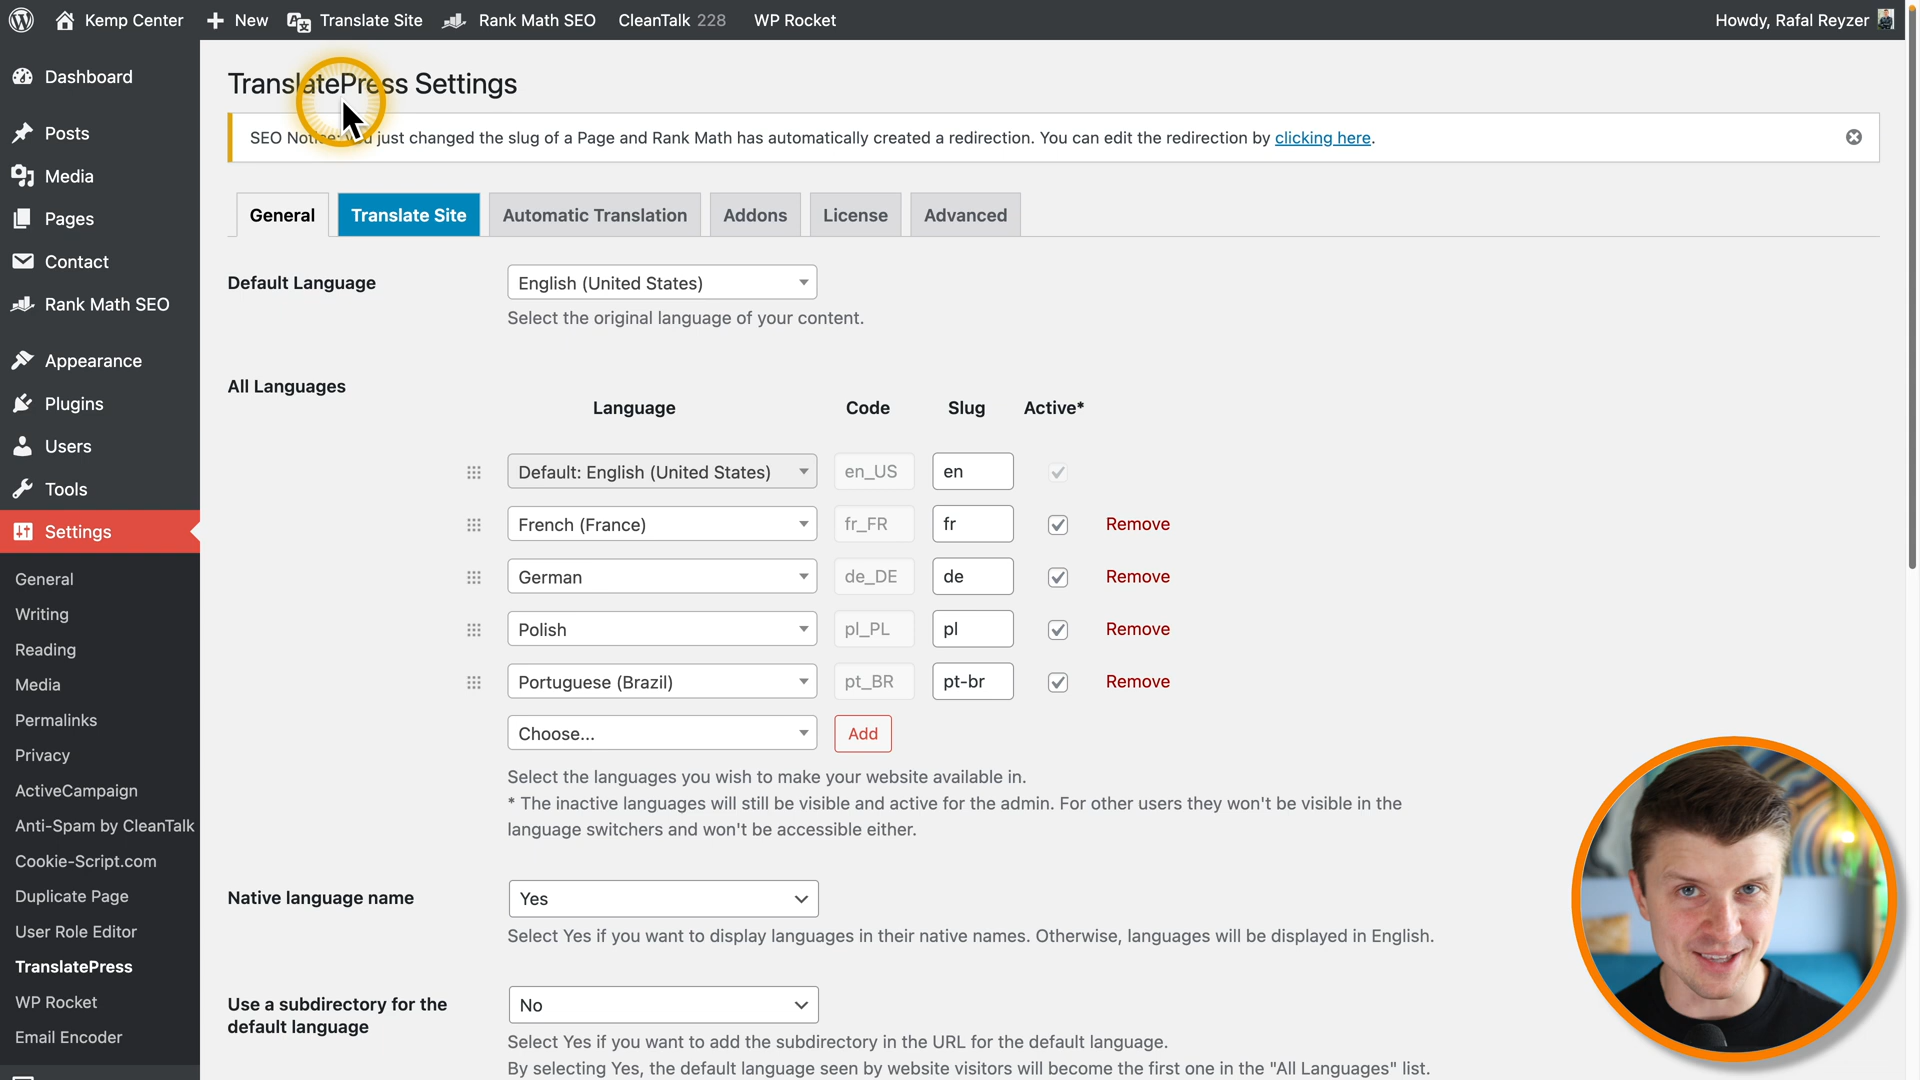 Kemp Center
New
Translate Site
Rank Math SEO
CleanTalk 228
WP Rocket
Howdy, Rafal Reyzer
Dashboard
Posts
Media
Pages
Contact
Rank Math SEO
Appearance
Plugins
Users
Tools
Settings
General
Writing
Reading
Media
Permalinks
Privacy
ActiveCampaign
Anti-Spam by CleanTalk
Cookie-Script.com
Duplicate Page
User Role Editor
TranslatePress
WP Rocket
Email Encoder
TranslatePress Settings
SEO Notice: You just changed the slug of a Page and Rank Math has automatically created a redirection. You can edit the redirection by clicking here.
General
Translate Site
Automatic Translation
Addons
License
Advanced
Default Language
English (United States)
Select the original language of your content.
All Languages
Language Code Slug Active*
Default: English (United States) en_US en
French (France) fr_FR fr Remove
German de_DE de Remove
Polish pl_PL pl Remove
Portuguese (Brazil) pt_BR pt-br Remove
Choose... Add
Select the languages you wish to make your website available in.
* The inactive languages will still be visible and active for the admin. For other users they won't be visible in the
language switchers and won't be accessible either.
Native language name
Yes
Select Yes if you want to display languages in their native names. Otherwise, languages will be displayed in English.
Use a subdirectory for the
default language
No
Select Yes if you want to add the subdirectory in the URL for the default language.
By selecting Yes, the default language seen by website visitors will become the first one in the "All Languages" list.